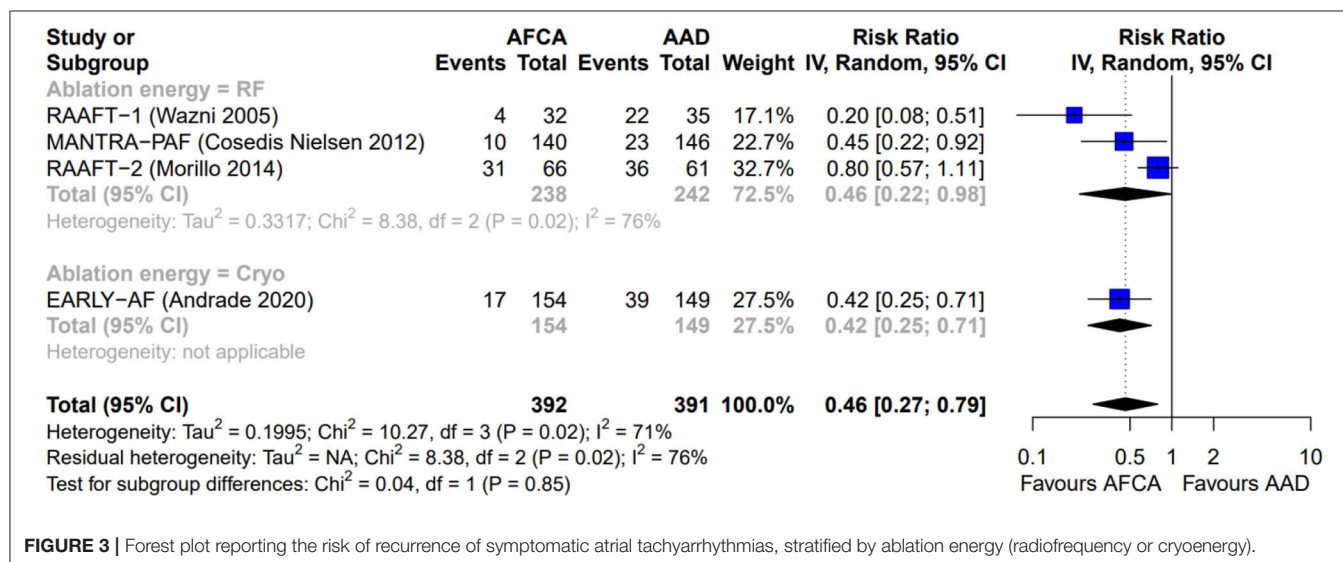 Study or AFCA AAD Risk Ratio Risk Ratio
Subgroup Events Total Events Total Weight IV, Random, 95% CI IV, Random, 95% CI
Ablation energy = RF
RAAFT−1 (Wazni 2005) 4 32 22 35 17.1% 0.20 [0.08; 0.51]
MANTRA−PAF (Cosedis Nielsen 2012) 10 140 23 146 22.7% 0.45 [0.22; 0.92]
RAAFT−2 (Morillo 2014) 31 66 36 61 32.7% 0.80 [0.57; 1.11]
Total (95% CI) 238 242 72.5% 0.46 [0.22; 0.98]
Heterogeneity: Tau² = 0.3317; Chi² = 8.38, df = 2 (P = 0.02); I² = 76%
Ablation energy = Cryo
EARLY−AF (Andrade 2020) 17 154 39 149 27.5% 0.42 [0.25; 0.71]
Total (95% CI) 154 149 27.5% 0.42 [0.25; 0.71]
Heterogeneity: not applicable
Total (95% CI) 392 391 100.0% 0.46 [0.27; 0.79]
Heterogeneity: Tau² = 0.1995; Chi² = 10.27, df = 3 (P = 0.02); I² = 71%
Residual heterogeneity: Tau² = NA; Chi² = 8.38, df = 2 (P = 0.02); I² = 76% 0.1 0.5 1 2 10
Test for subgroup differences: Chi² = 0.04, df = 1 (P = 0.85) Favours AFCA Favours AAD
FIGURE 3 | Forest plot reporting the risk of recurrence of symptomatic atrial tachyarrhythmias, stratified by ablation energy (radiofrequency or cryoenergy).